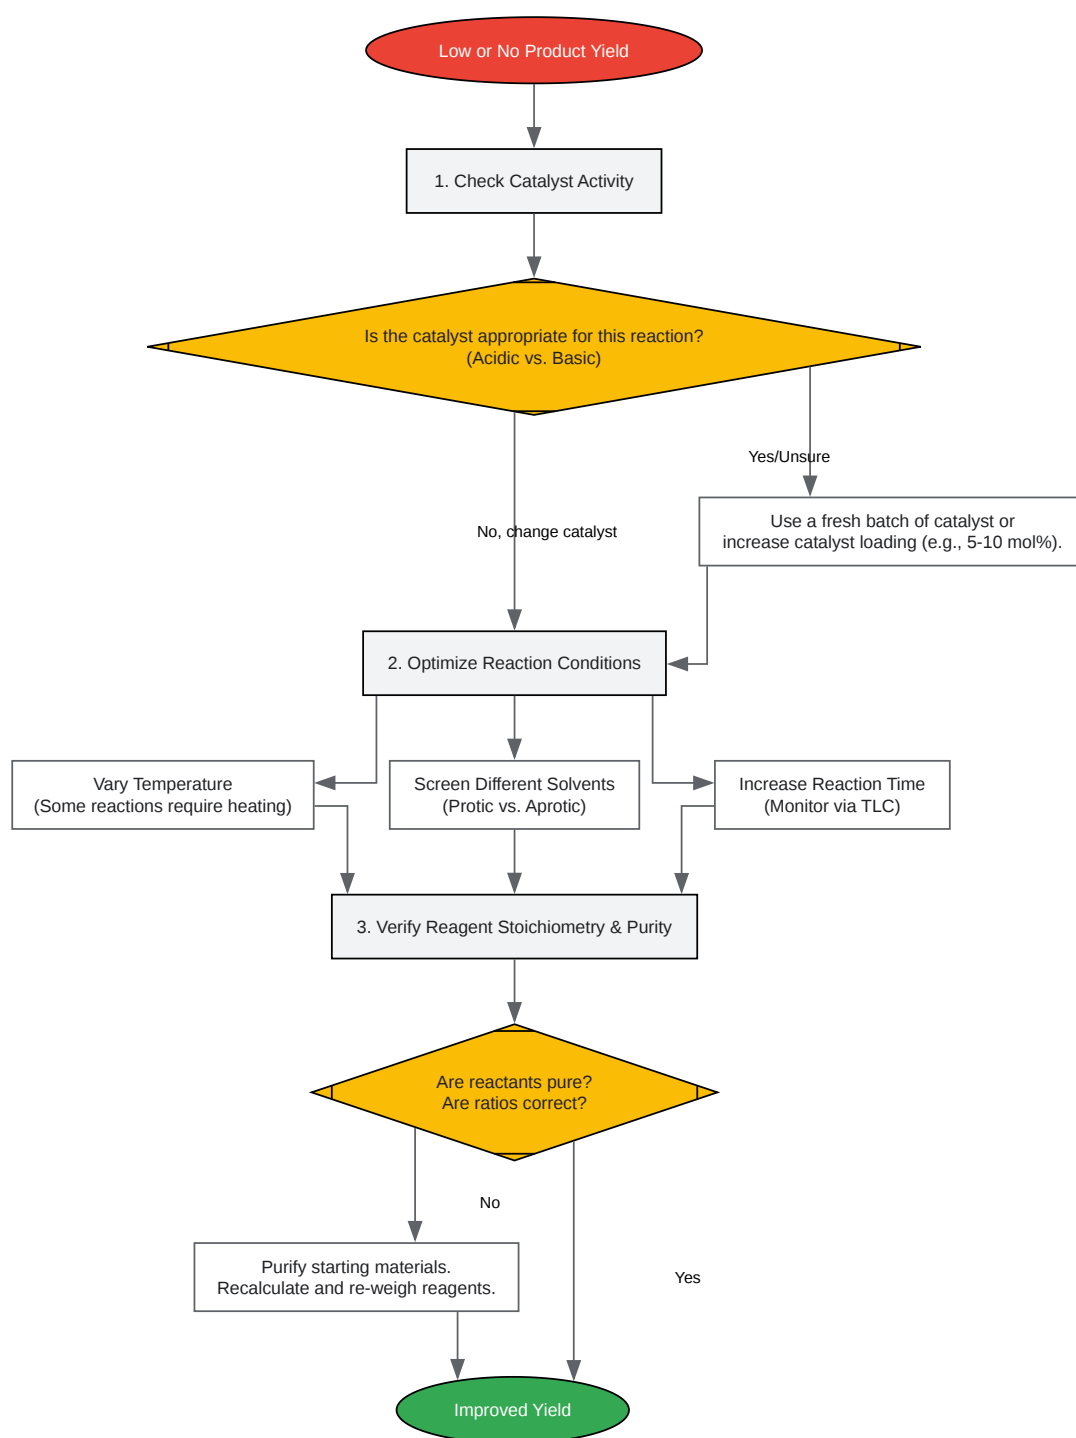 Low or No Product Yield
1. Check Catalyst Activity
Is the catalyst appropriate for this reaction?
(Acidic vs. Basic)
Yes/Unsure
Use a fresh batch of catalyst or
increase catalyst loading (e.g., 5-10 mol%).
No, change catalyst
2. Optimize Reaction Conditions
Vary Temperature
(Some reactions require heating)
Screen Different Solvents
(Protic vs. Aprotic)
Increase Reaction Time
(Monitor via TLC)
3. Verify Reagent Stoichiometry & Purity
Are reactants pure?
Are ratios correct?
No
Purify starting materials.
Recalculate and re-weigh reagents.
Yes
Improved Yield